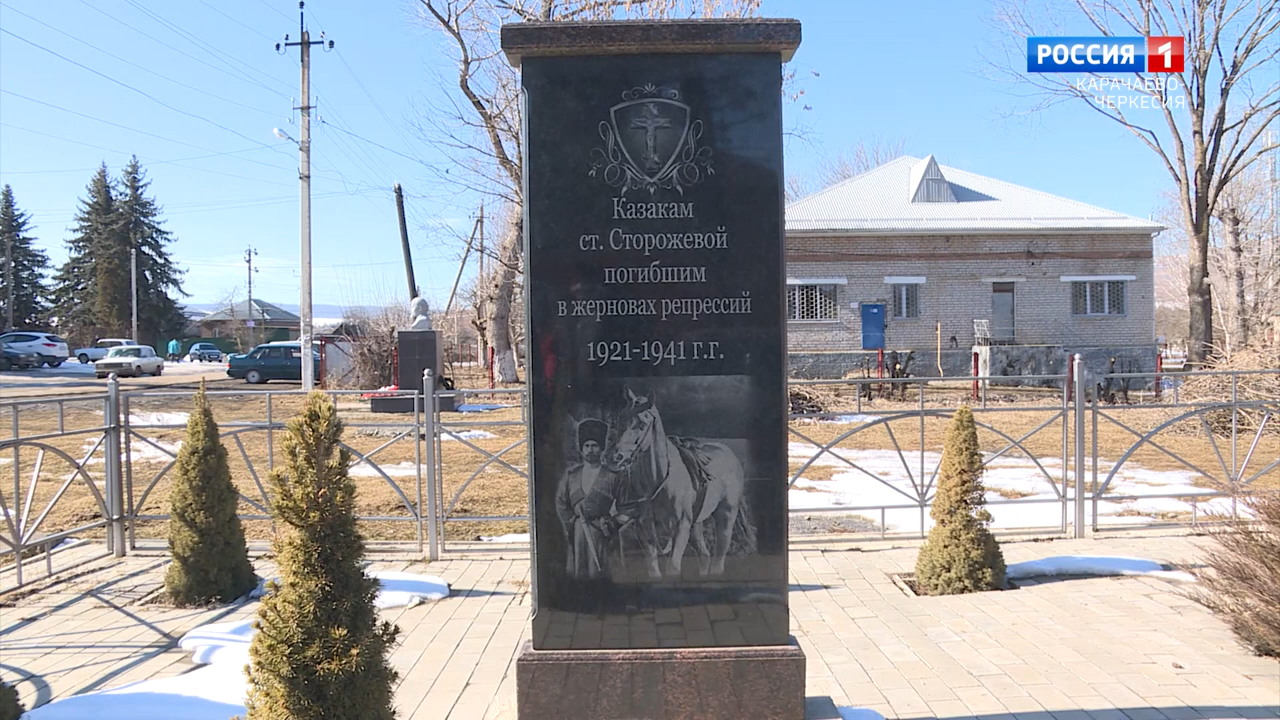 РОССИЯ 1
КАРАЧАЕВО-
ЧЕРКЕСИЯ
Казакам
ст. Сторожевой
погибшим
в жерновах репрессий
1921-1941 г.г.